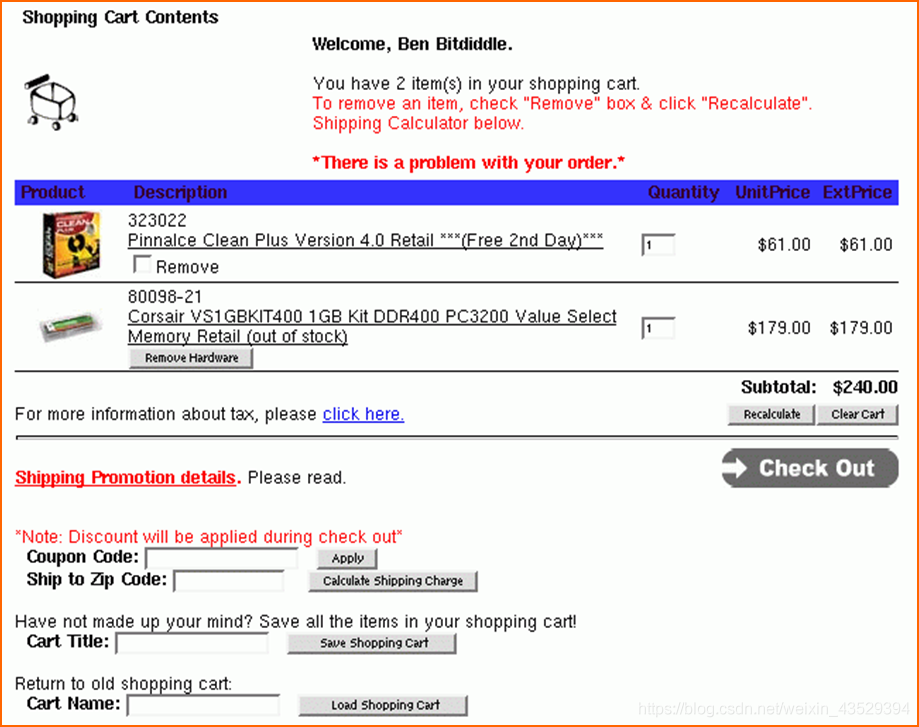 Shopping Cart Contents
Welcome, Ben Bitdiddle.
You have 2 item(s) in your shopping cart.
To remove an item, check "Remove" box & click "Recalculate".
Shipping Calculator below.
*There is a problem with your order.*
Product Description Quantity UnitPrice ExtPrice
CLEAN PLUS
323022
Pinnalce Clean Plus Version 4.0 Retail ***(Free 2nd Day)***
1 $61.00 $61.00
Remove
80098-21
Corsair VS1GBKIT400 1GB Kit DDR400 PC3200 Value Select
Memory Retail (out of stock)
1 $179.00 $179.00
Remove Hardware
Subtotal: $240.00
For more information about tax, please click here.
Recalculate Clear Cart
Shipping Promotion details. Please read.
Check Out
*Note: Discount will be applied during check out*
Coupon Code: Apply
Ship to Zip Code: Calculate Shipping Charge
Have not made up your mind? Save all the items in your shopping cart!
Cart Title: Save Shopping Cart
Return to old shopping cart:
Cart Name: Load Shopping Cart
https://blog.csdn.net/weixin_43529394